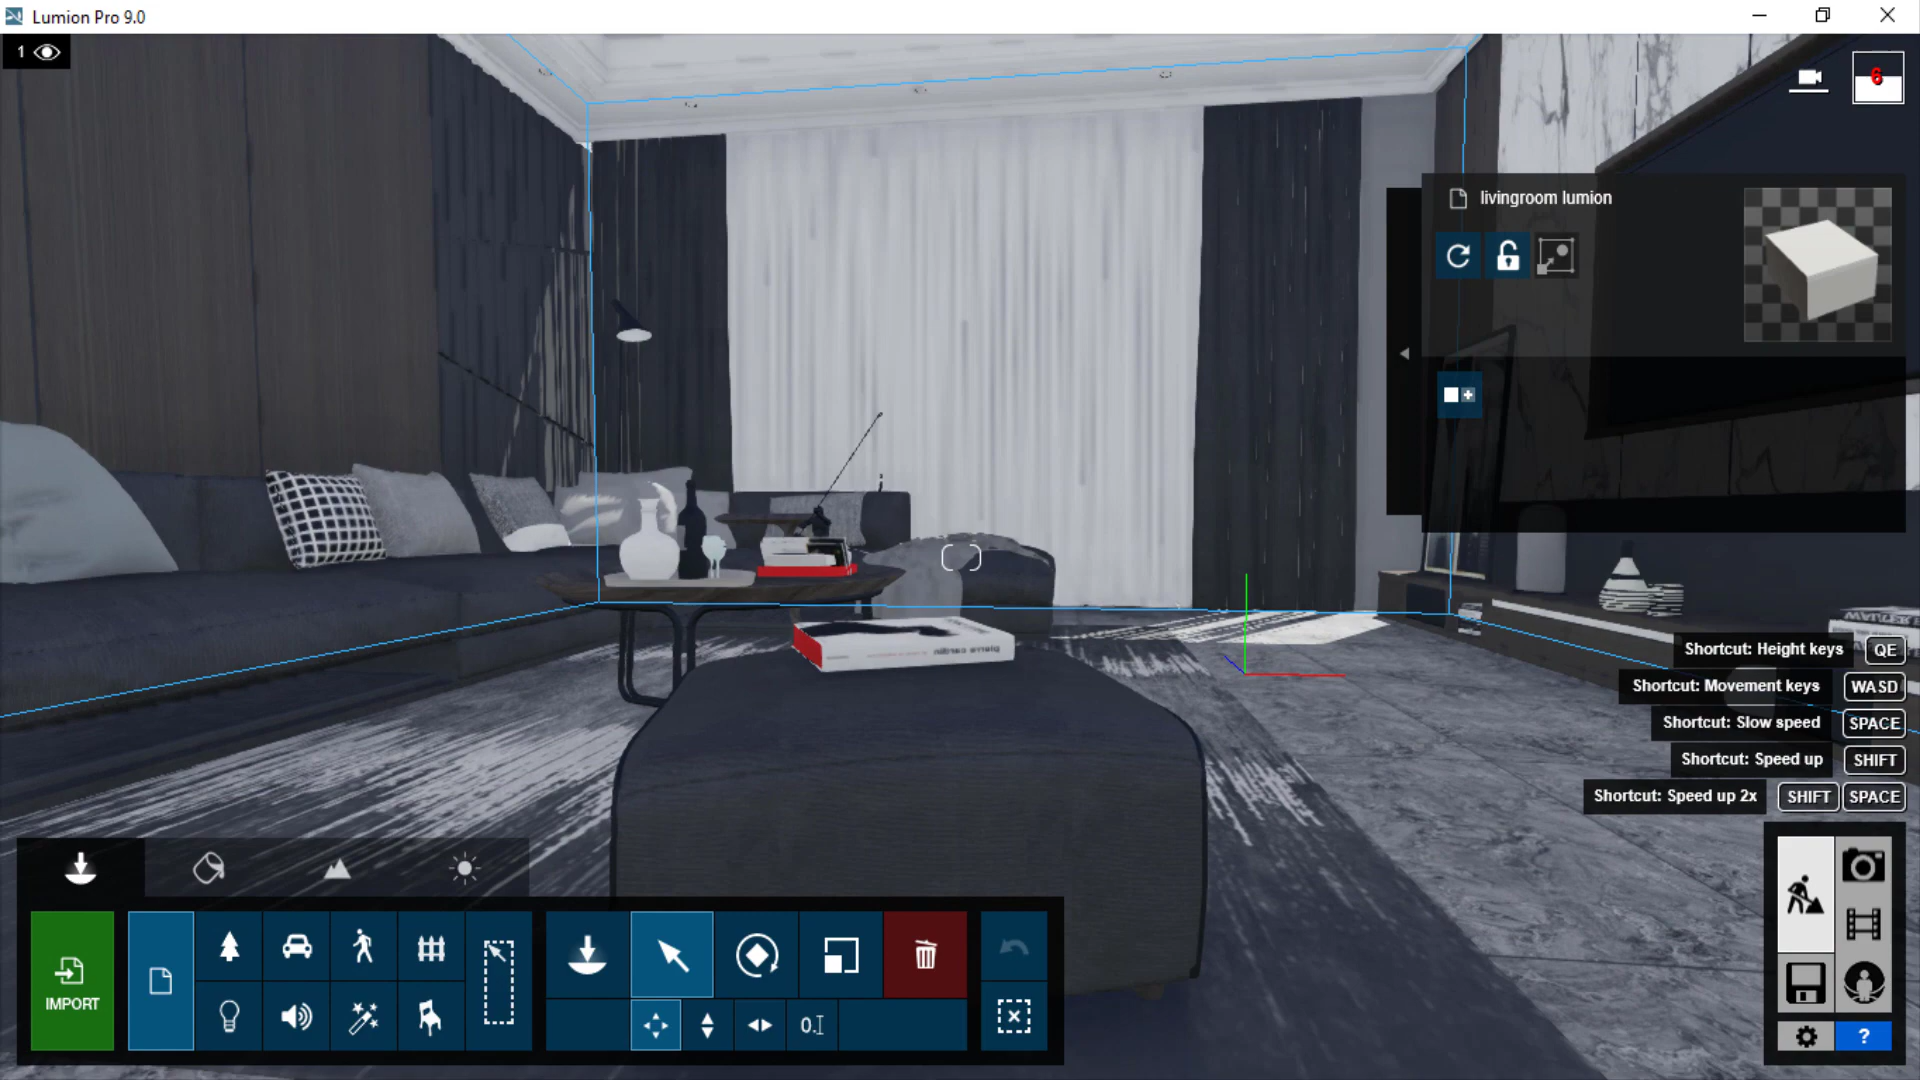 Lumion Pro 9.0
1
6
livingroom lumion
Shortcut: Height keys QE
Shortcut: Movement keys WASD
Shortcut: Slow speed SPACE
Shortcut: Speed up SHIFT
Shortcut: Speed up 2x SHIFT SPACE
IMPORT
0.
?